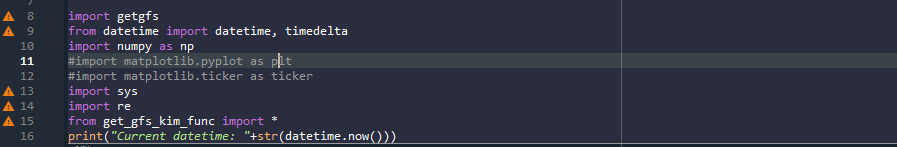 8 import getgfs
9 from datetime import datetime, timedelta
10 import numpy as np
11 #import matplotlib.pyplot as plt
12 #import matplotlib.ticker as ticker
13 import sys
14 import re
15 from get_gfs_kim_func import *
16 print("Current datetime: "+str(datetime.now()))